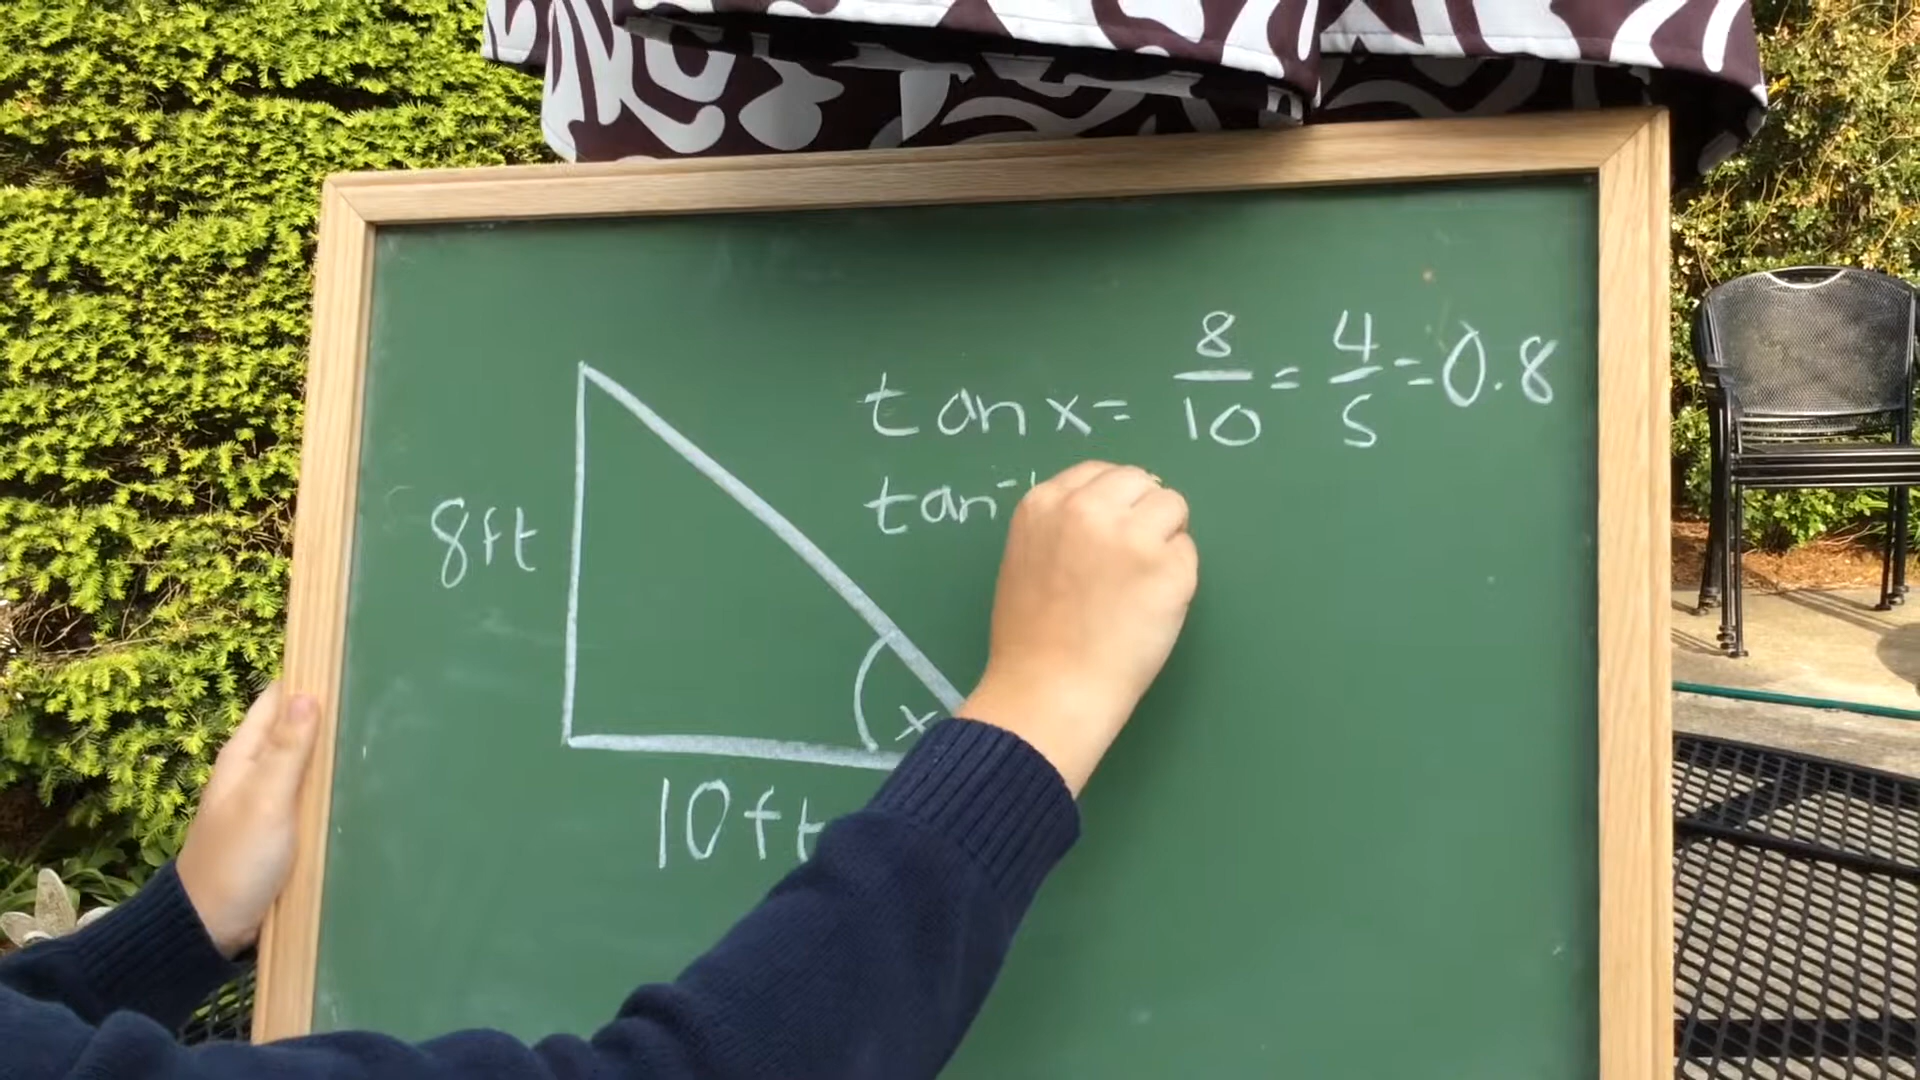 tan x = 8/10 = 4/5 = 0.8
tan⁻¹
8ft
x
10ft